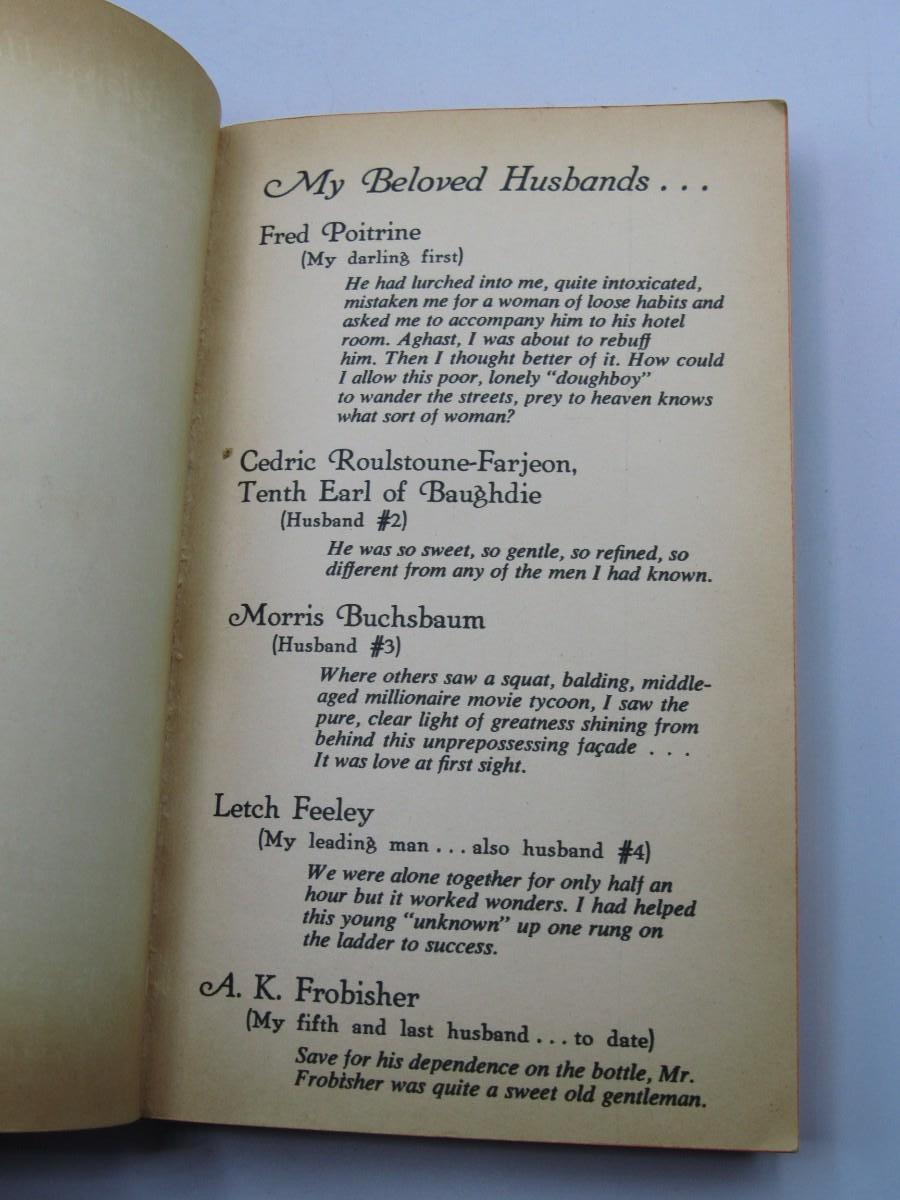 My Beloved Husbands . . .
Fred Poitrine
(My darling first)
He had lurched into me, quite intoxicated,
mistaken me for a woman of loose habits and
asked me to accompany him to his hotel
room. Aghast, I was about to rebuff
him. Then I thought better of it. How could
I allow this poor, lonely “doughboy”
to wander the streets, prey to heaven knows
what sort of woman?
Cedric Roulstoune-Farjeon,
Tenth Earl of Baughdie
(Husband #2)
He was so sweet, so gentle, so refined, so
different from any of the men I had known.
Morris Buchsbaum
(Husband #3)
Where others saw a squat, balding, middle-
aged millionaire movie tycoon, I saw the
pure, clear light of greatness shining from
behind this unprepossessing façade . . .
It was love at first sight.
Letch Feeley
(My leading man . . . also husband #4)
We were alone together for only half an
hour but it worked wonders. I had helped
this young “unknown” up one rung on
the ladder to success.
A. K. Frobisher
(My fifth and last husband . . . to date)
Save for his dependence on the bottle, Mr.
Frobisher was quite a sweet old gentleman.